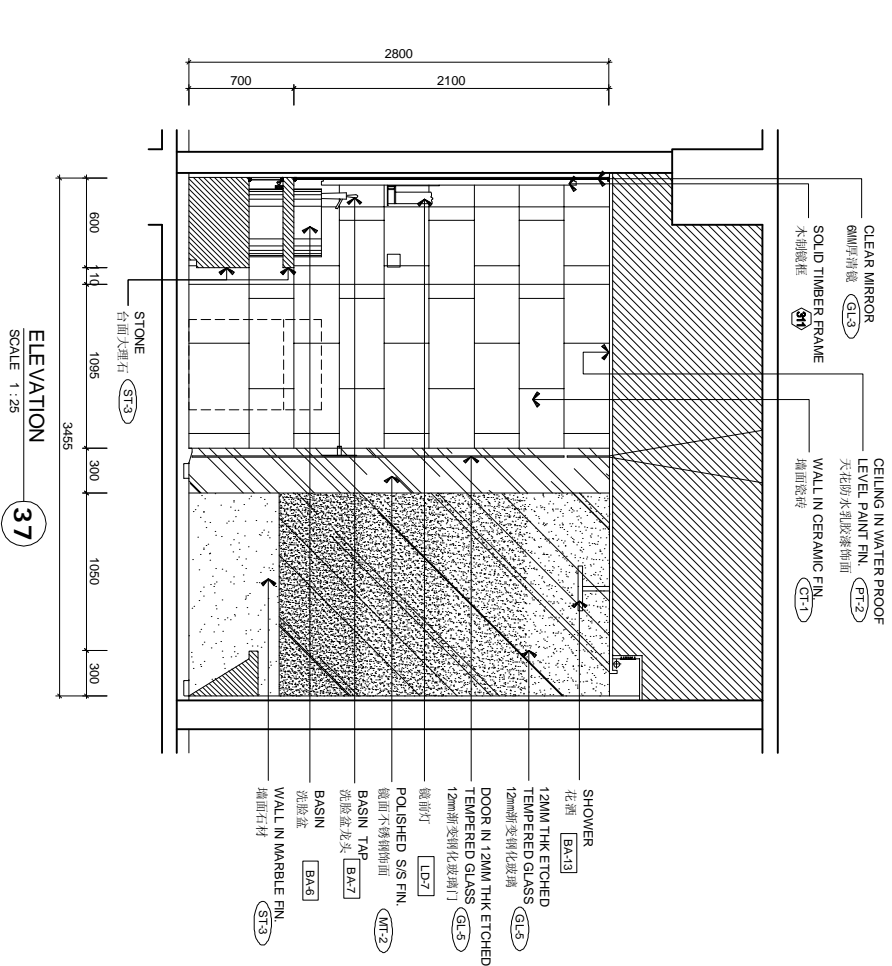 2800
700
2100
CLEAR MIRROR
6MM厚清镜
GL-3
SOLID TIMBER FRAME
木制镜框
311
CEILING IN WATER PROOF
LEVEL PAINT FIN.
天花防水乳胶漆饰面
PT-2
WALL IN CERAMIC FIN.
墙面瓷砖
CT-1
600
110
1095
300
1050
300
3455
STONE
台面大理石
ST-3
ELEVATION
SCALE 1 : 25
37
SHOWER
花洒
BA-13
12MM THK ETCHED
TEMPERED GLASS
12mm渐变钢化玻璃
GL-5
DOOR IN 12MM THK ETCHED
TEMPERED GLASS
12mm渐变钢化玻璃门
GL-5
镜前灯
LD-7
POLISHED S/S FIN.
镜面不锈钢饰面
MT-2
BASIN TAP
洗脸盆龙头
BA-7
BASIN
洗脸盆
BA-6
WALL IN MARBLE FIN.
墙面石材
ST-3